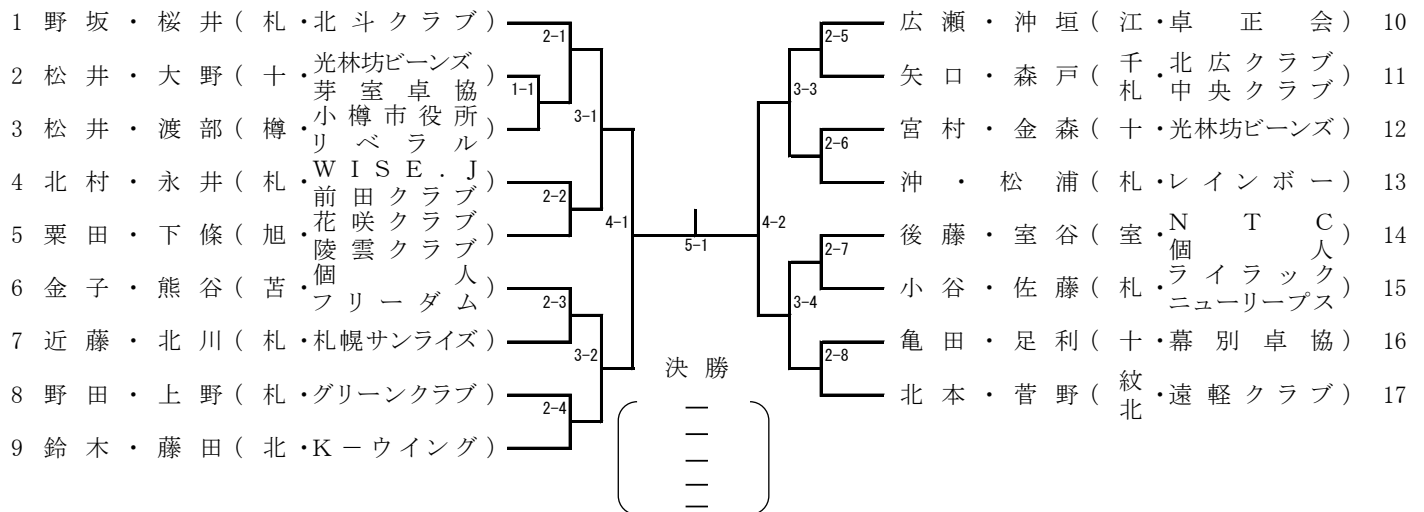 1 野坂・桜井(札・北斗クラブ)
2 松井・大野(十・光林坊ビーンズ
芽室卓協)
3 松井・渡部(樽・小樽市役所
リベラル)
4 北村・永井(札・WISE.J
前田クラブ)
5 粟田・下條(旭・花咲クラブ
陵雲クラブ)
6 金子・熊谷(苫・個人
フリーダム)
7 近藤・北川(札・札幌サンライズ)
8 野田・上野(札・グリーンクラブ)
9 鈴木・藤田(北・K-ウイング)
2-1
1-1
3-1
2-2
4-1
2-3
3-2
2-4
5-1
決勝
―
―
―
―
―
2-5
3-3
2-6
4-2
2-7
3-4
2-8
広瀬・沖垣(江・卓正会) 10
矢口・森戸(千札・北広クラブ
中央クラブ) 11
宮村・金森(十・光林坊ビーンズ) 12
沖・松浦(札・レインボー) 13
後藤・室谷(室・NTC
個人) 14
小谷・佐藤(札・ライラック
ニューリープス) 15
亀田・足利(十・幕別卓協) 16
北本・菅野(紋北・遠軽クラブ) 17